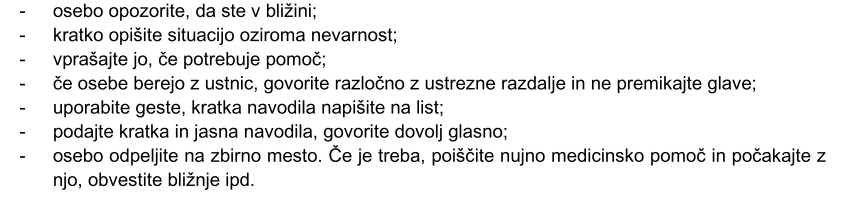 - osebo opozorite, da ste v bližini;
- kratko opišite situacijo oziroma nevarnost;
- vprašajte jo, če potrebuje pomoč;
- če osebe berejo z ustnic, govorite razločno z ustrezne razdalje in ne premikajte glave;
- uporabite geste, kratka navodila napišite na list;
- podajte kratka in jasna navodila, govorite dovolj glasno;
- osebo odpeljite na zbirno mesto. Če je treba, poiščite nujno medicinsko pomoč in počakajte z
njo, obvestite bližnje ipd.